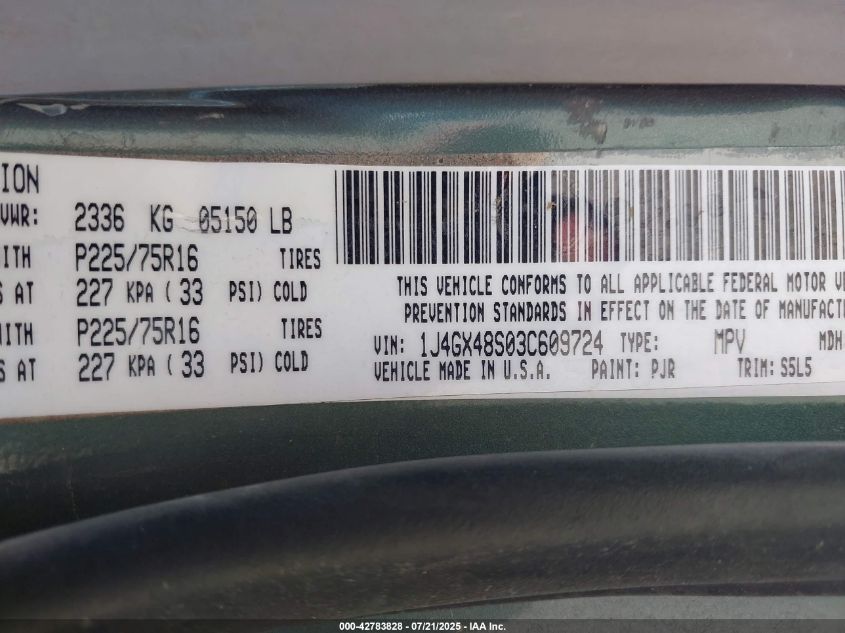 ION
VWR: 2336 KG 05150 LB
ITH P225/75R16 TIRES
S AT 227 KPA ( 33 PSI) COLD
ITH P225/75R16 TIRES
S AT 227 KPA ( 33 PSI) COLD
THIS VEHICLE CONFORMS TO ALL APPLICABLE FEDERAL MOTOR VE
PREVENTION STANDARDS IN EFFECT ON THE DATE OF MANUFACTU
VIN: 1J4GX48S03C609724 TYPE: MPV MDH
VEHICLE MADE IN U.S.A. PAINT: PJR TRIM: S5L5
000-42783828 - 07/21/2025 - IAA Inc.